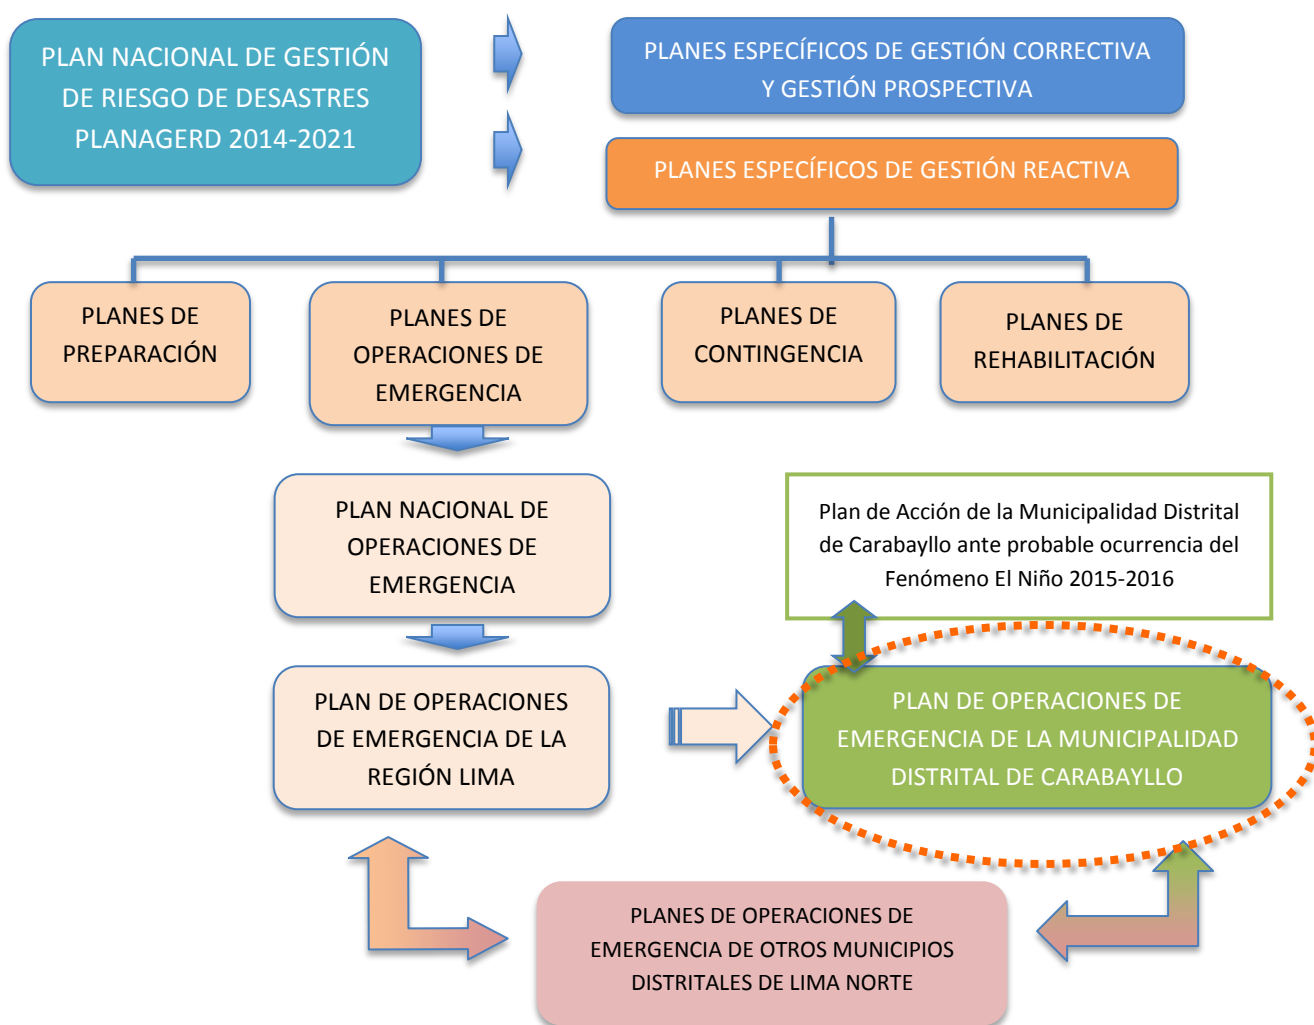 PLAN NACIONAL DE GESTIÓN
DE RIESGO DE DESASTRES
PLANAGERD 2014-2021
PLANES ESPECÍFICOS DE GESTIÓN CORRECTIVA
Y GESTIÓN PROSPECTIVA
PLANES ESPECÍFICOS DE GESTIÓN REACTIVA
PLANES DE
PREPARACIÓN
PLANES DE
OPERACIONES DE
EMERGENCIA
PLANES DE
CONTINGENCIA
PLANES DE
REHABILITACIÓN
PLAN NACIONAL DE
OPERACIONES DE
EMERGENCIA
Plan de Acción de la Municipalidad Distrital
de Carabayllo ante probable ocurrencia del
Fenómeno El Niño 2015-2016
PLAN DE OPERACIONES
DE EMERGENCIA DE LA
REGIÓN LIMA
PLAN DE OPERACIONES DE
EMERGENCIA DE LA MUNICIPALIDAD
DISTRITAL DE CARABAYLLO
PLANES DE OPERACIONES DE
EMERGENCIA DE OTROS MUNICIPIOS
DISTRITALES DE LIMA NORTE